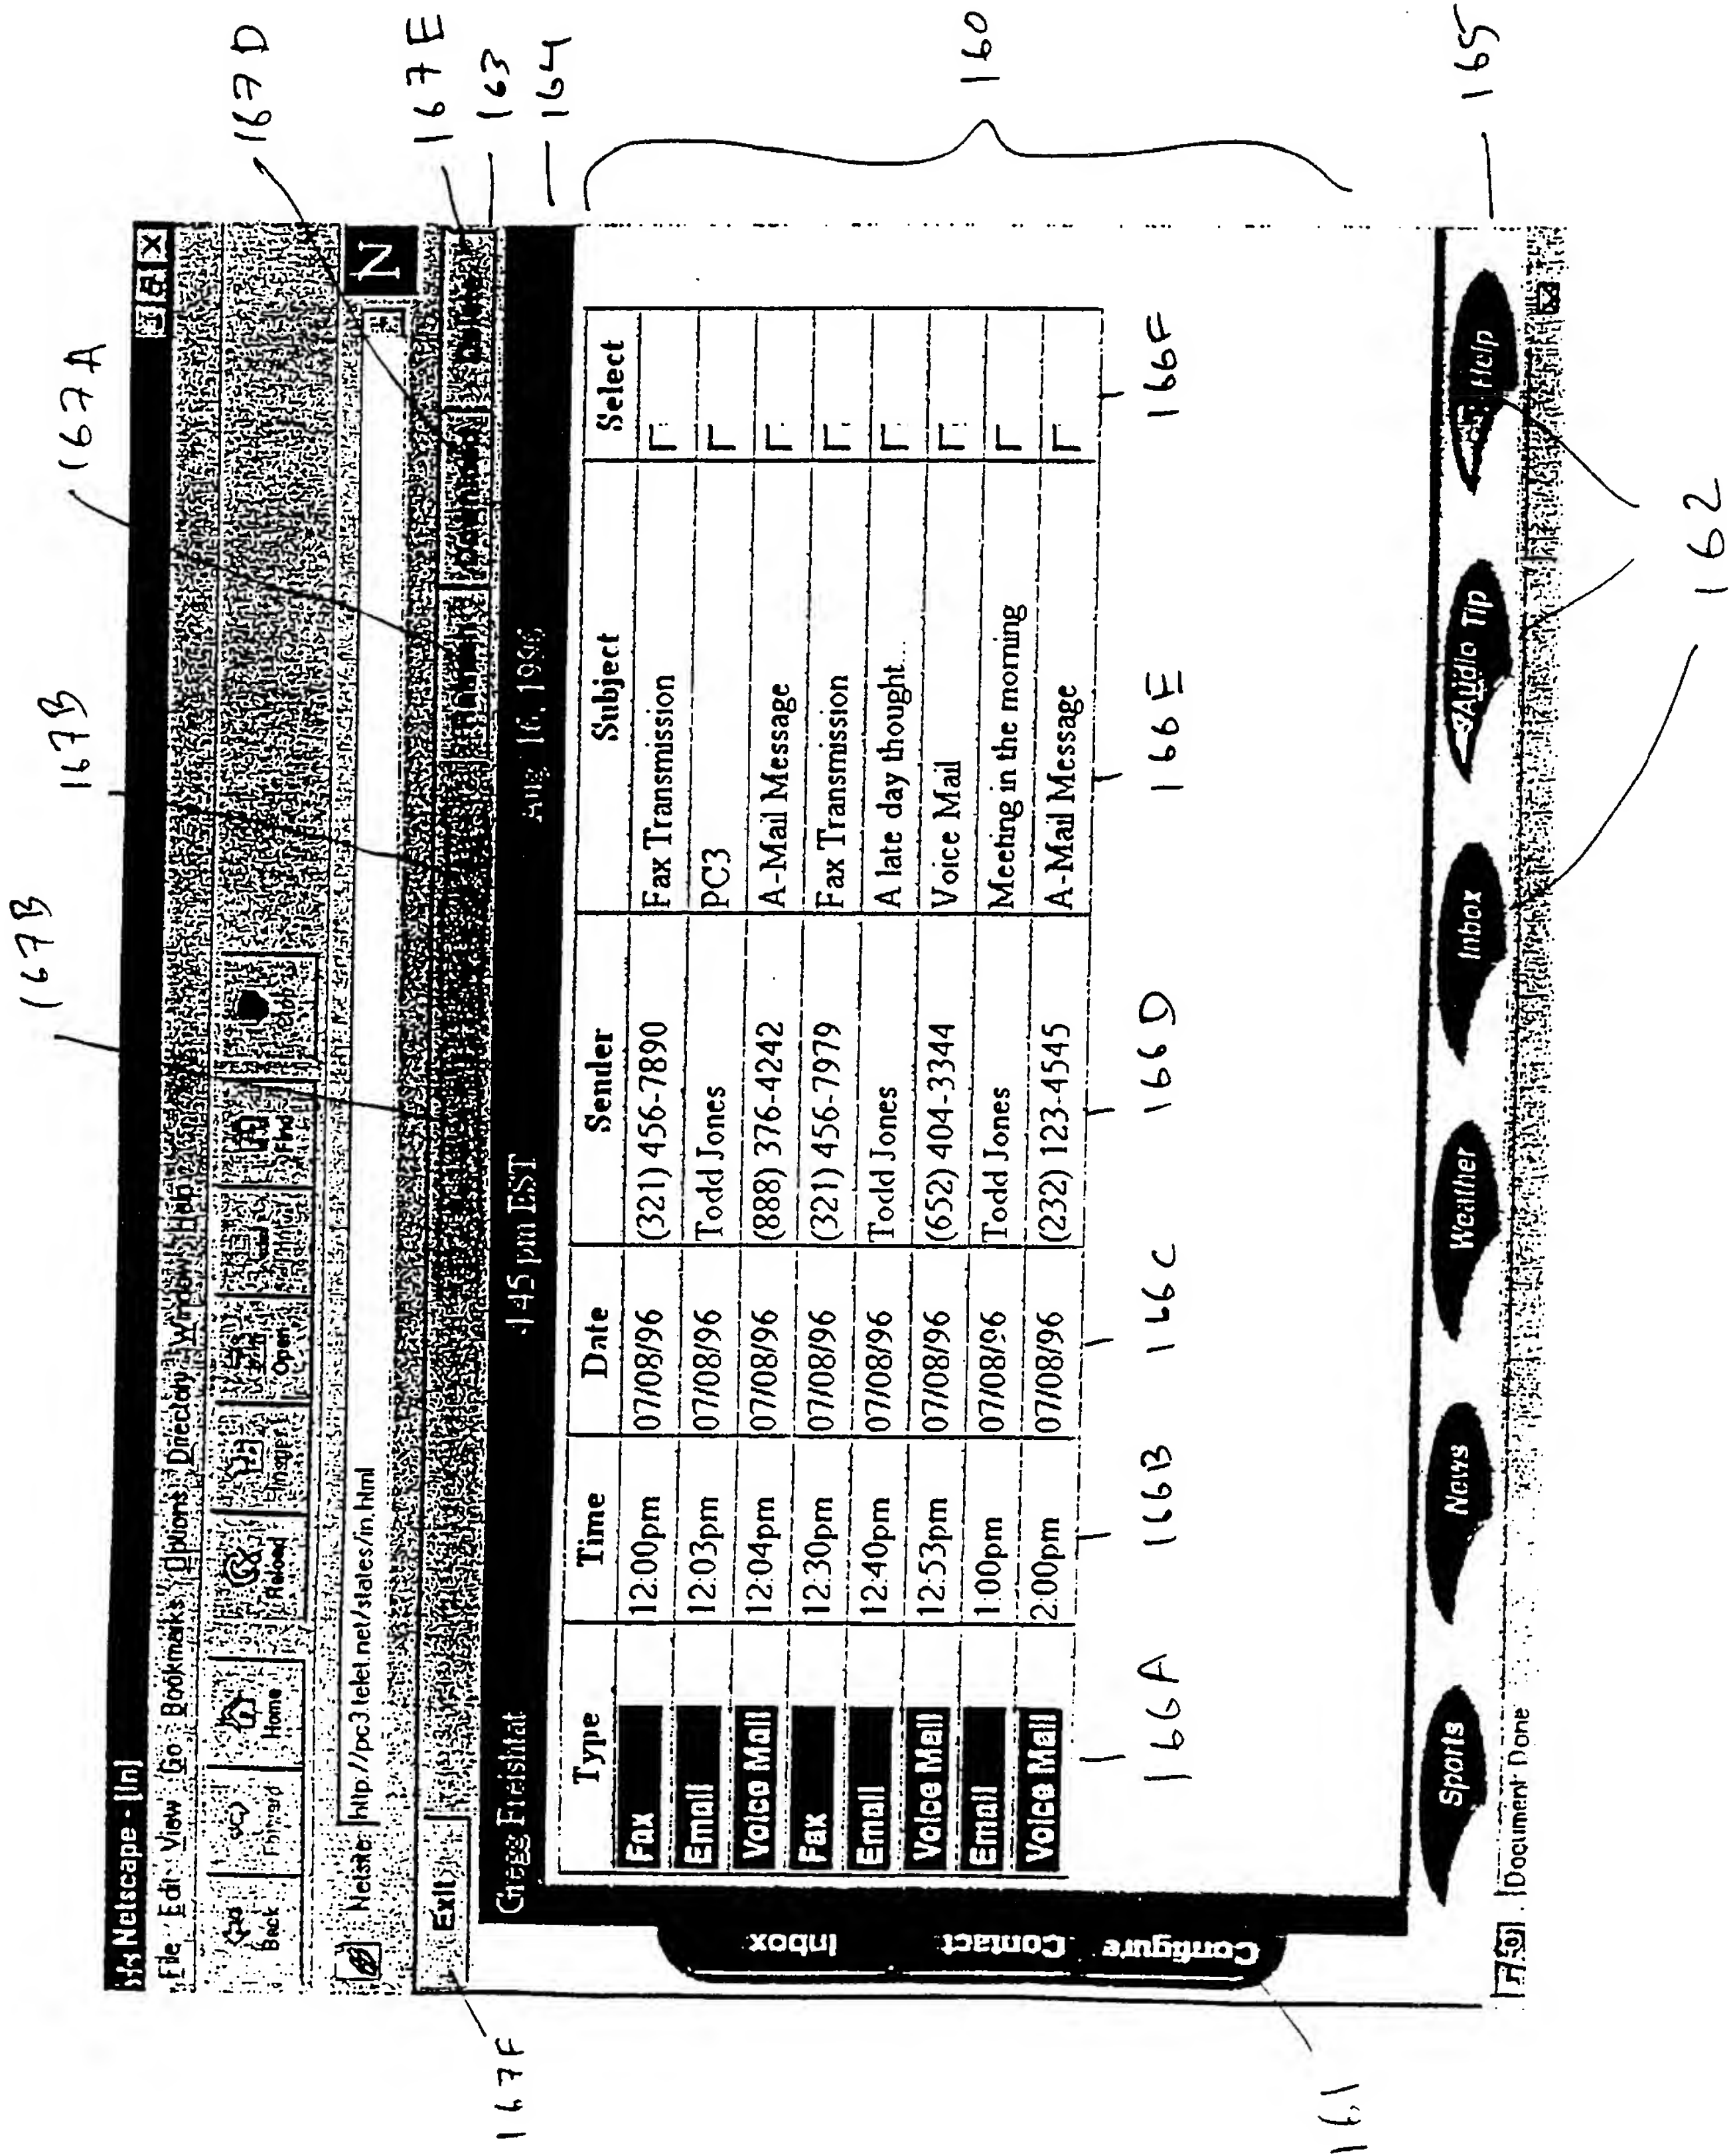 167B
167B
167A
167D
Netscape - [In]
File Edit View Go Bookmarks Options Directory Window Help
Back Forward Home Reload Images Open Find Stop
Netsite: http://pc3.telet.net/states/in.html
N
Exit
167E
163
164
167F
Gregg Freishtat 4:45 pm EST Aug 16, 1996
Type Time Date Sender Subject Select
Fax 12:00pm 07/08/96 (321) 456-7890 Fax Transmission
Email 12:03pm 07/08/96 Todd Jones PC3
Voice Mail 12:04pm 07/08/96 (888) 376-4242 A-Mail Message
Fax 12:30pm 07/08/96 (321) 456-7979 Fax Transmission
Email 12:40pm 07/08/96 Todd Jones A late day thought...
Voice Mail 12:53pm 07/08/96 (652) 404-3344 Voice Mail
Email 1:00pm 07/08/96 Todd Jones Meeting in the morning
Voice Mail 2:00pm 07/08/96 (232) 123-4545 A-Mail Message
Inbox
Contact
Configure
160
166A 166B 166C 166D 166E 166F
161
Sports News Weather Inbox Audio Tip Help
165
Document Done
162